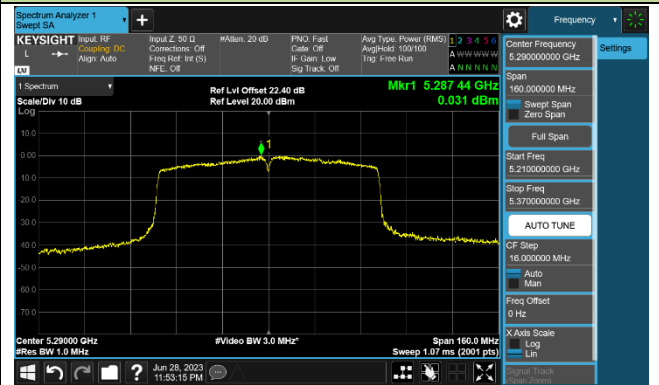 Spectrum Analyzer 1
Swept SA
+
Frequency
KEYSIGHT
Input: RF
Coupling: DC
Align: Auto
L
LXI
Input Z: 50 Ω
Corrections: Off
Freq Ref: Int (S)
NFE: Off
#Atten: 20 dB
PNO: Fast
Gate: Off
IF Gain: Low
Sig Track: Off
Avg Type: Power (RMS)
Avg|Hold: 100/100
Trig: Free Run
1 2 3 4 5 6
A W W W W W
A N N N N N
1 Spectrum
Scale/Div 10 dB
Log
Ref Lvl Offset 22.40 dB
Ref Level 20.00 dBm
Mkr1 5.287 44 GHz
0.031 dBm
10.0
0.00
-10.0
-20.0
-30.0
-40.0
-50.0
-60.0
-70.0
1
Center 5.29000 GHz
#Res BW 1.0 MHz
#Video BW 3.0 MHz*
Span 160.0 MHz
Sweep 1.07 ms (2001 pts)
Center Frequency
5.290000000 GHz
Settings
Span
160.000000 MHz
Swept Span
Zero Span
Full Span
Start Freq
5.210000000 GHz
Stop Freq
5.370000000 GHz
AUTO TUNE
CF Step
16.000000 MHz
Auto
Man
Freq Offset
0 Hz
X Axis Scale
Log
Lin
Signal Track
(Span Zoom)
?
Jun 28, 2023
11:53:15 PM